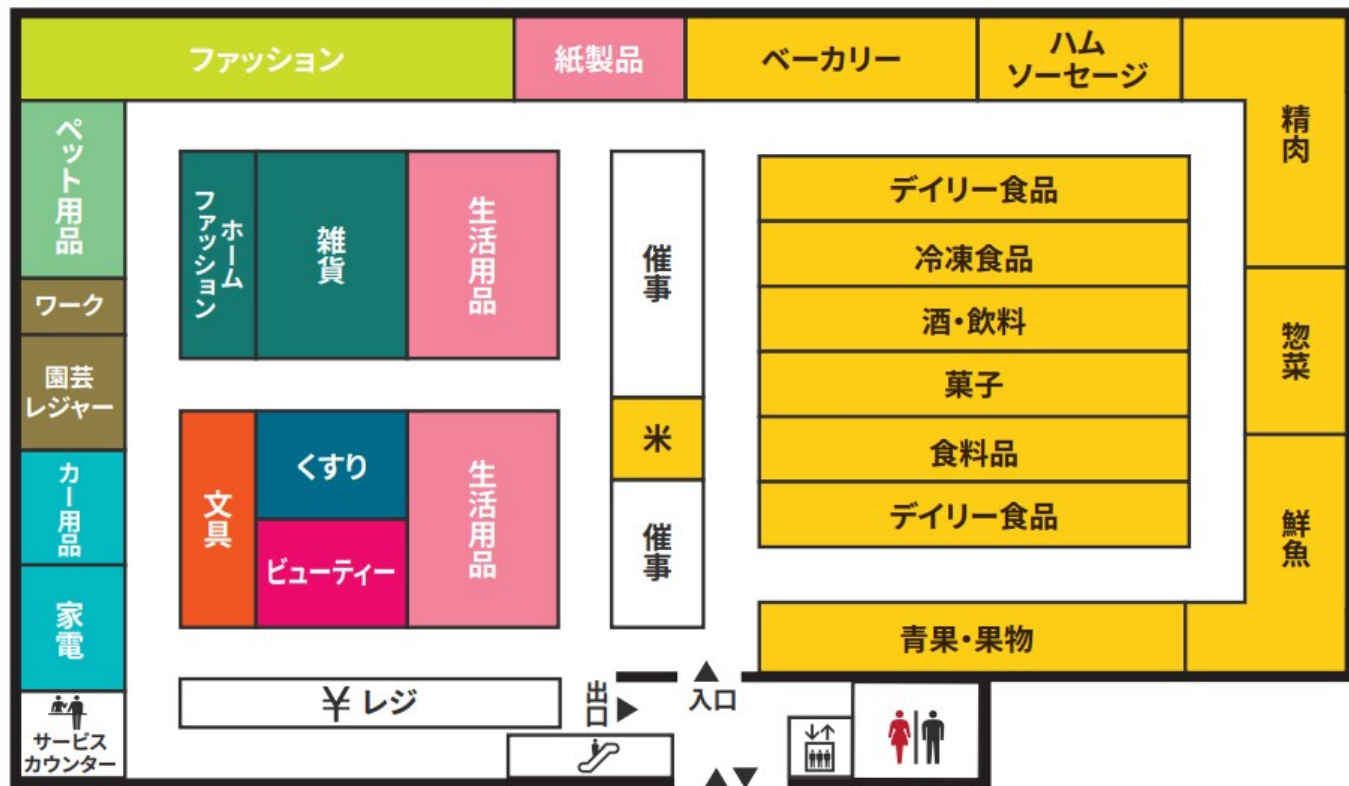 ファッション
紙製品
ベーカリー
ハム
ソーセージ
精肉
ペット用品
ホーム
ファッション
雑貨
生活用品
催事
デイリー食品
冷凍食品
酒・飲料
菓子
食料品
デイリー食品
惣菜
ワーク
園芸
レジャー
米
文具
くすり
ビューティー
生活用品
催事
鮮魚
カー用品
家電
青果・果物
¥ レジ
出口
入口
サービス
カウンター